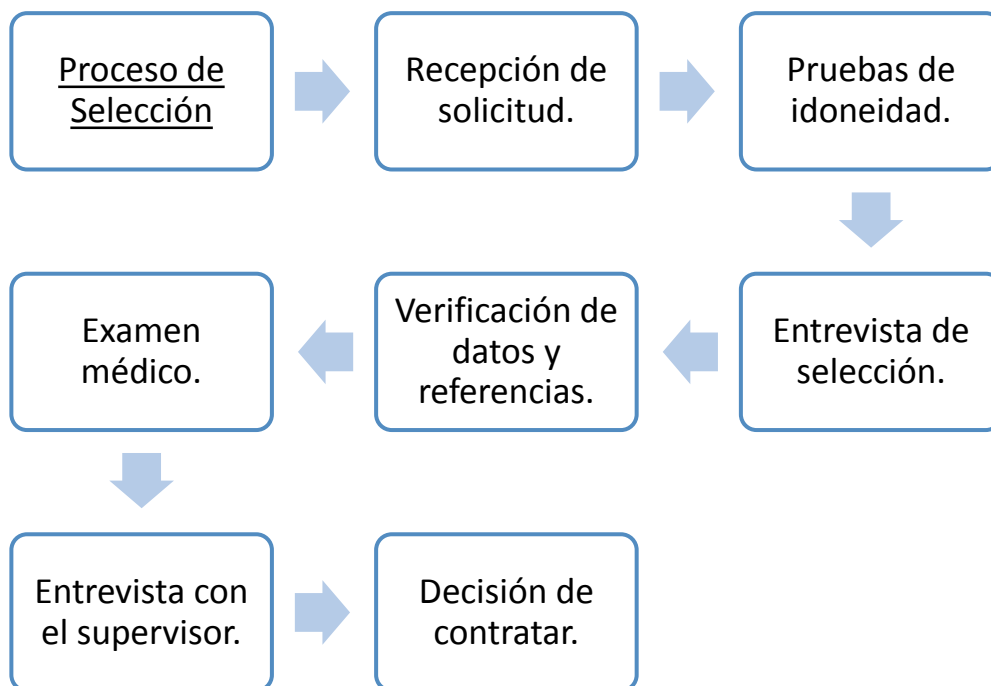 Proceso de
Selección
Recepción de
solicitud.
Pruebas de
idoneidad.
Entrevista de
selección.
Verificación de
datos y
referencias.
Examen
médico.
Entrevista con
el supervisor.
Decisión de
contratar.